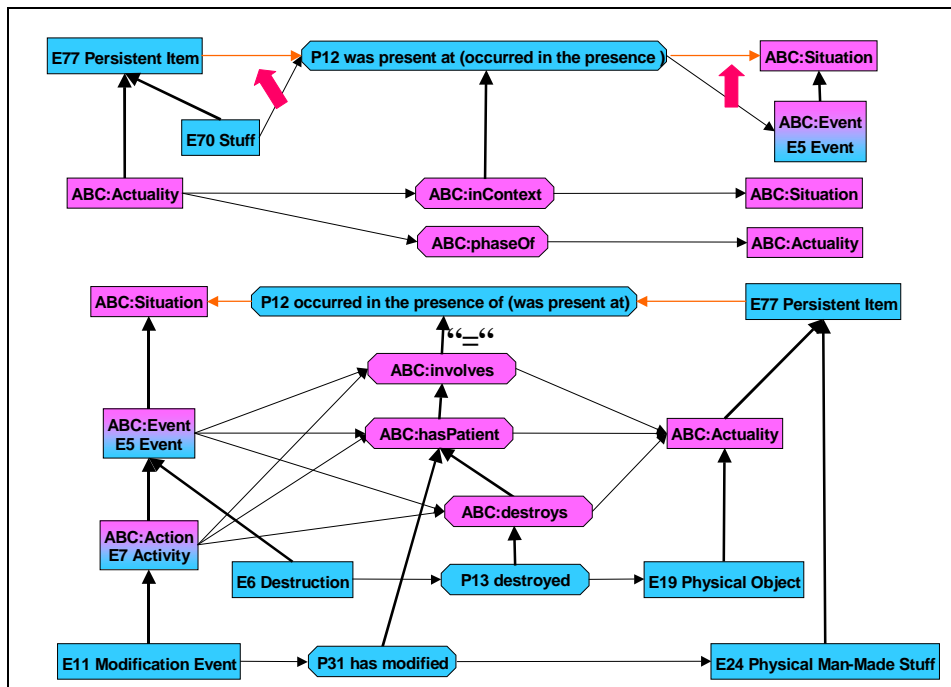 E77 Persistent Item
P12 was present at (occurred in the presence )
ABC:Situation
E70 Stuff
ABC:Event
E5 Event
ABC:Actuality
ABC:inContext
ABC:Situation
ABC:phaseOf
ABC:Actuality
ABC:Situation
P12 occurred in the presence of (was present at)
E77 Persistent Item
“=“
ABC:involves
ABC:Event
E5 Event
ABC:hasPatient
ABC:Actuality
ABC:destroys
ABC:Action
E7 Activity
E6 Destruction
P13 destroyed
E19 Physical Object
E11 Modification Event
P31 has modified
E24 Physical Man-Made Stuff